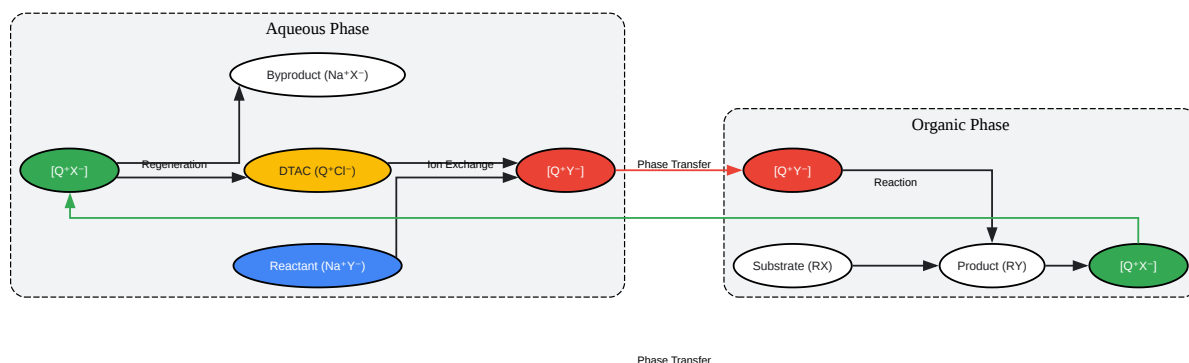 Aqueous Phase
Byproduct (Na⁺X⁻)
Organic Phase
[Q⁺X⁻]
Regeneration
DTAC (Q⁺Cl⁻)
Ion Exchange
[Q⁺Y⁻]
Phase Transfer
[Q⁺Y⁻]
Reaction
Reactant (Na⁺Y⁻)
Substrate (RX)
Product (RY)
[Q⁺X⁻]
Phase Transfer